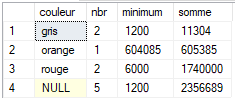 couleur nbr minimum somme
1 gris 2 1200 11304
2 orange 1 604085 605385
3 rouge 2 6000 1740000
4 NULL 5 1200 2356689